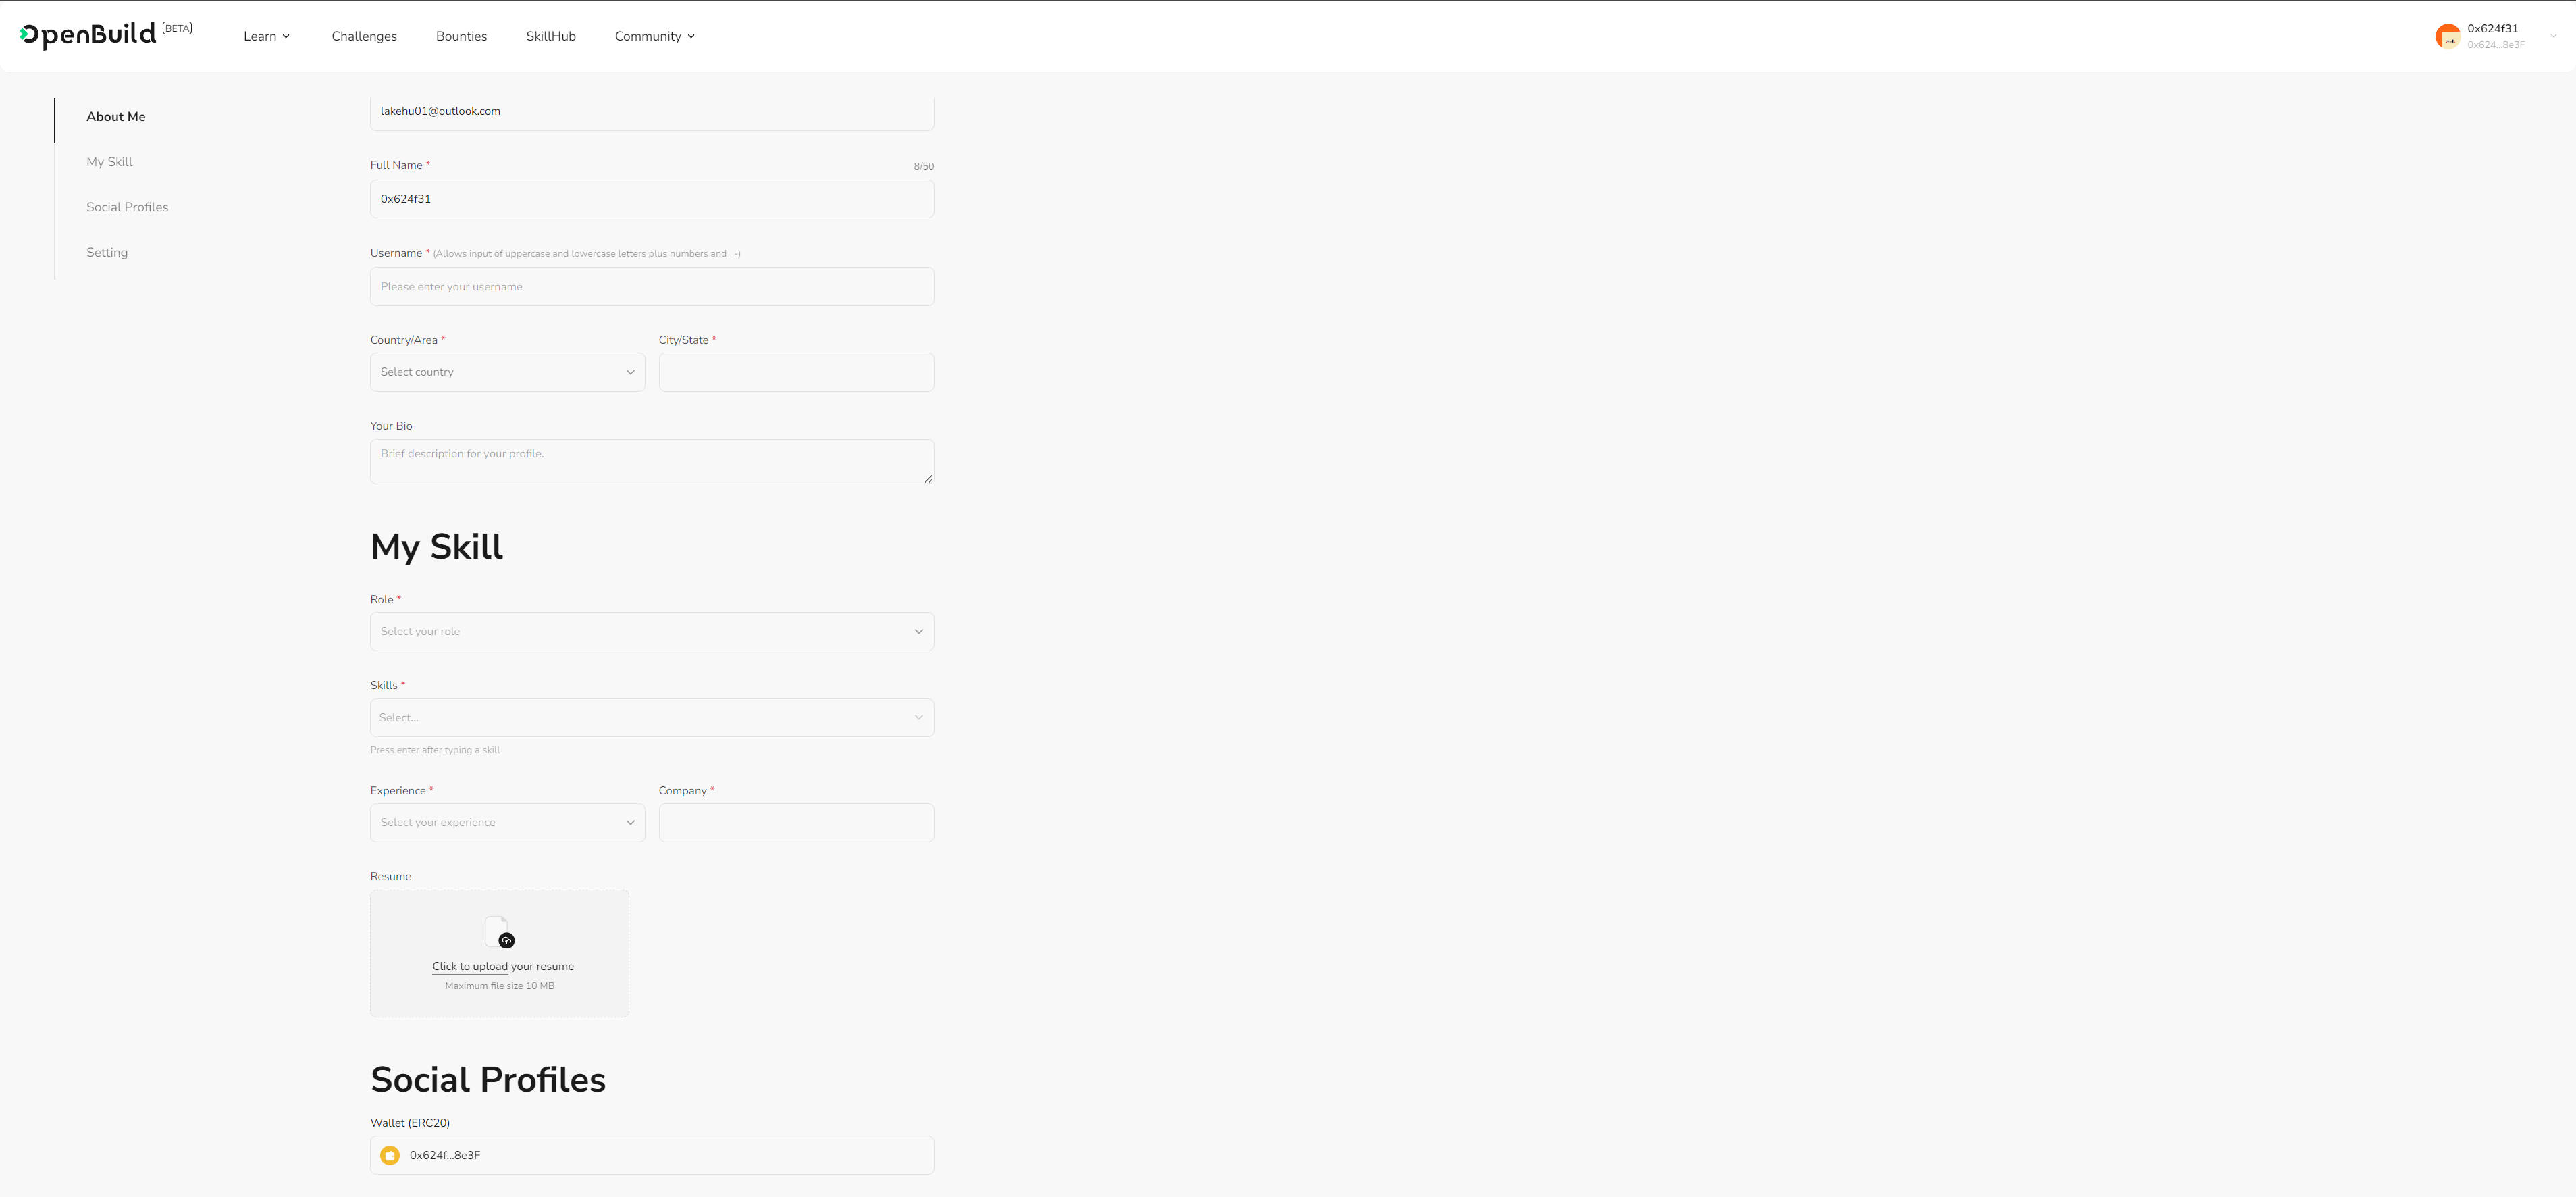 OpenBuild BETA
Learn
Challenges
Bounties
SkillHub
Community
0x624f31
0x624...8e3F
About Me
My Skill
Social Profiles
Setting
lakehu01@outlook.com
Full Name *
8/50
0x624f31
Username * (Allows input of uppercase and lowercase letters plus numbers and _-)
Please enter your username
Country/Area *
City/State *
Select country
Your Bio
Brief description for your profile.
My Skill
Role *
Select your role
Skills *
Select...
Press enter after typing a skill
Experience *
Company *
Select your experience
Resume
Click to upload your resume
Maximum file size 10 MB
Social Profiles
Wallet (ERC20)
0x624f...8e3F